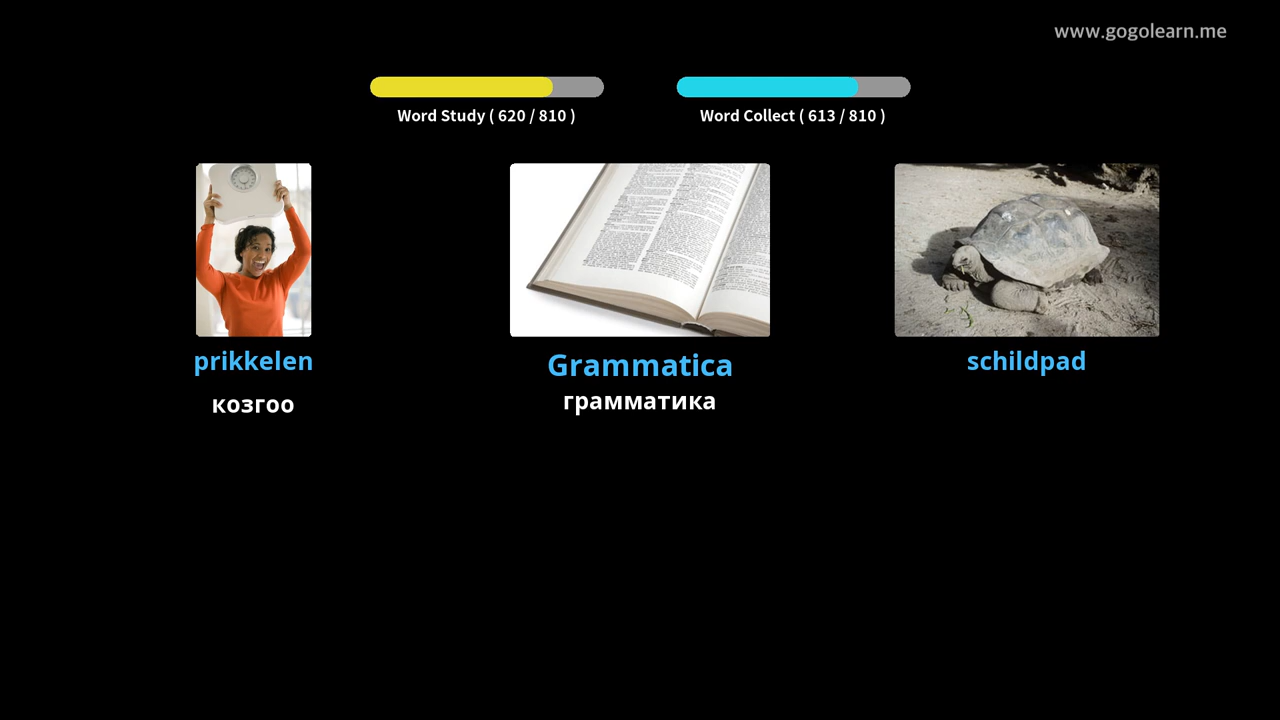 www.gogolearn.me
Word Study ( 620 / 810 )
Word Collect ( 613 / 810 )
prikkelen
козгоо
Grammatica
грамматика
schildpad